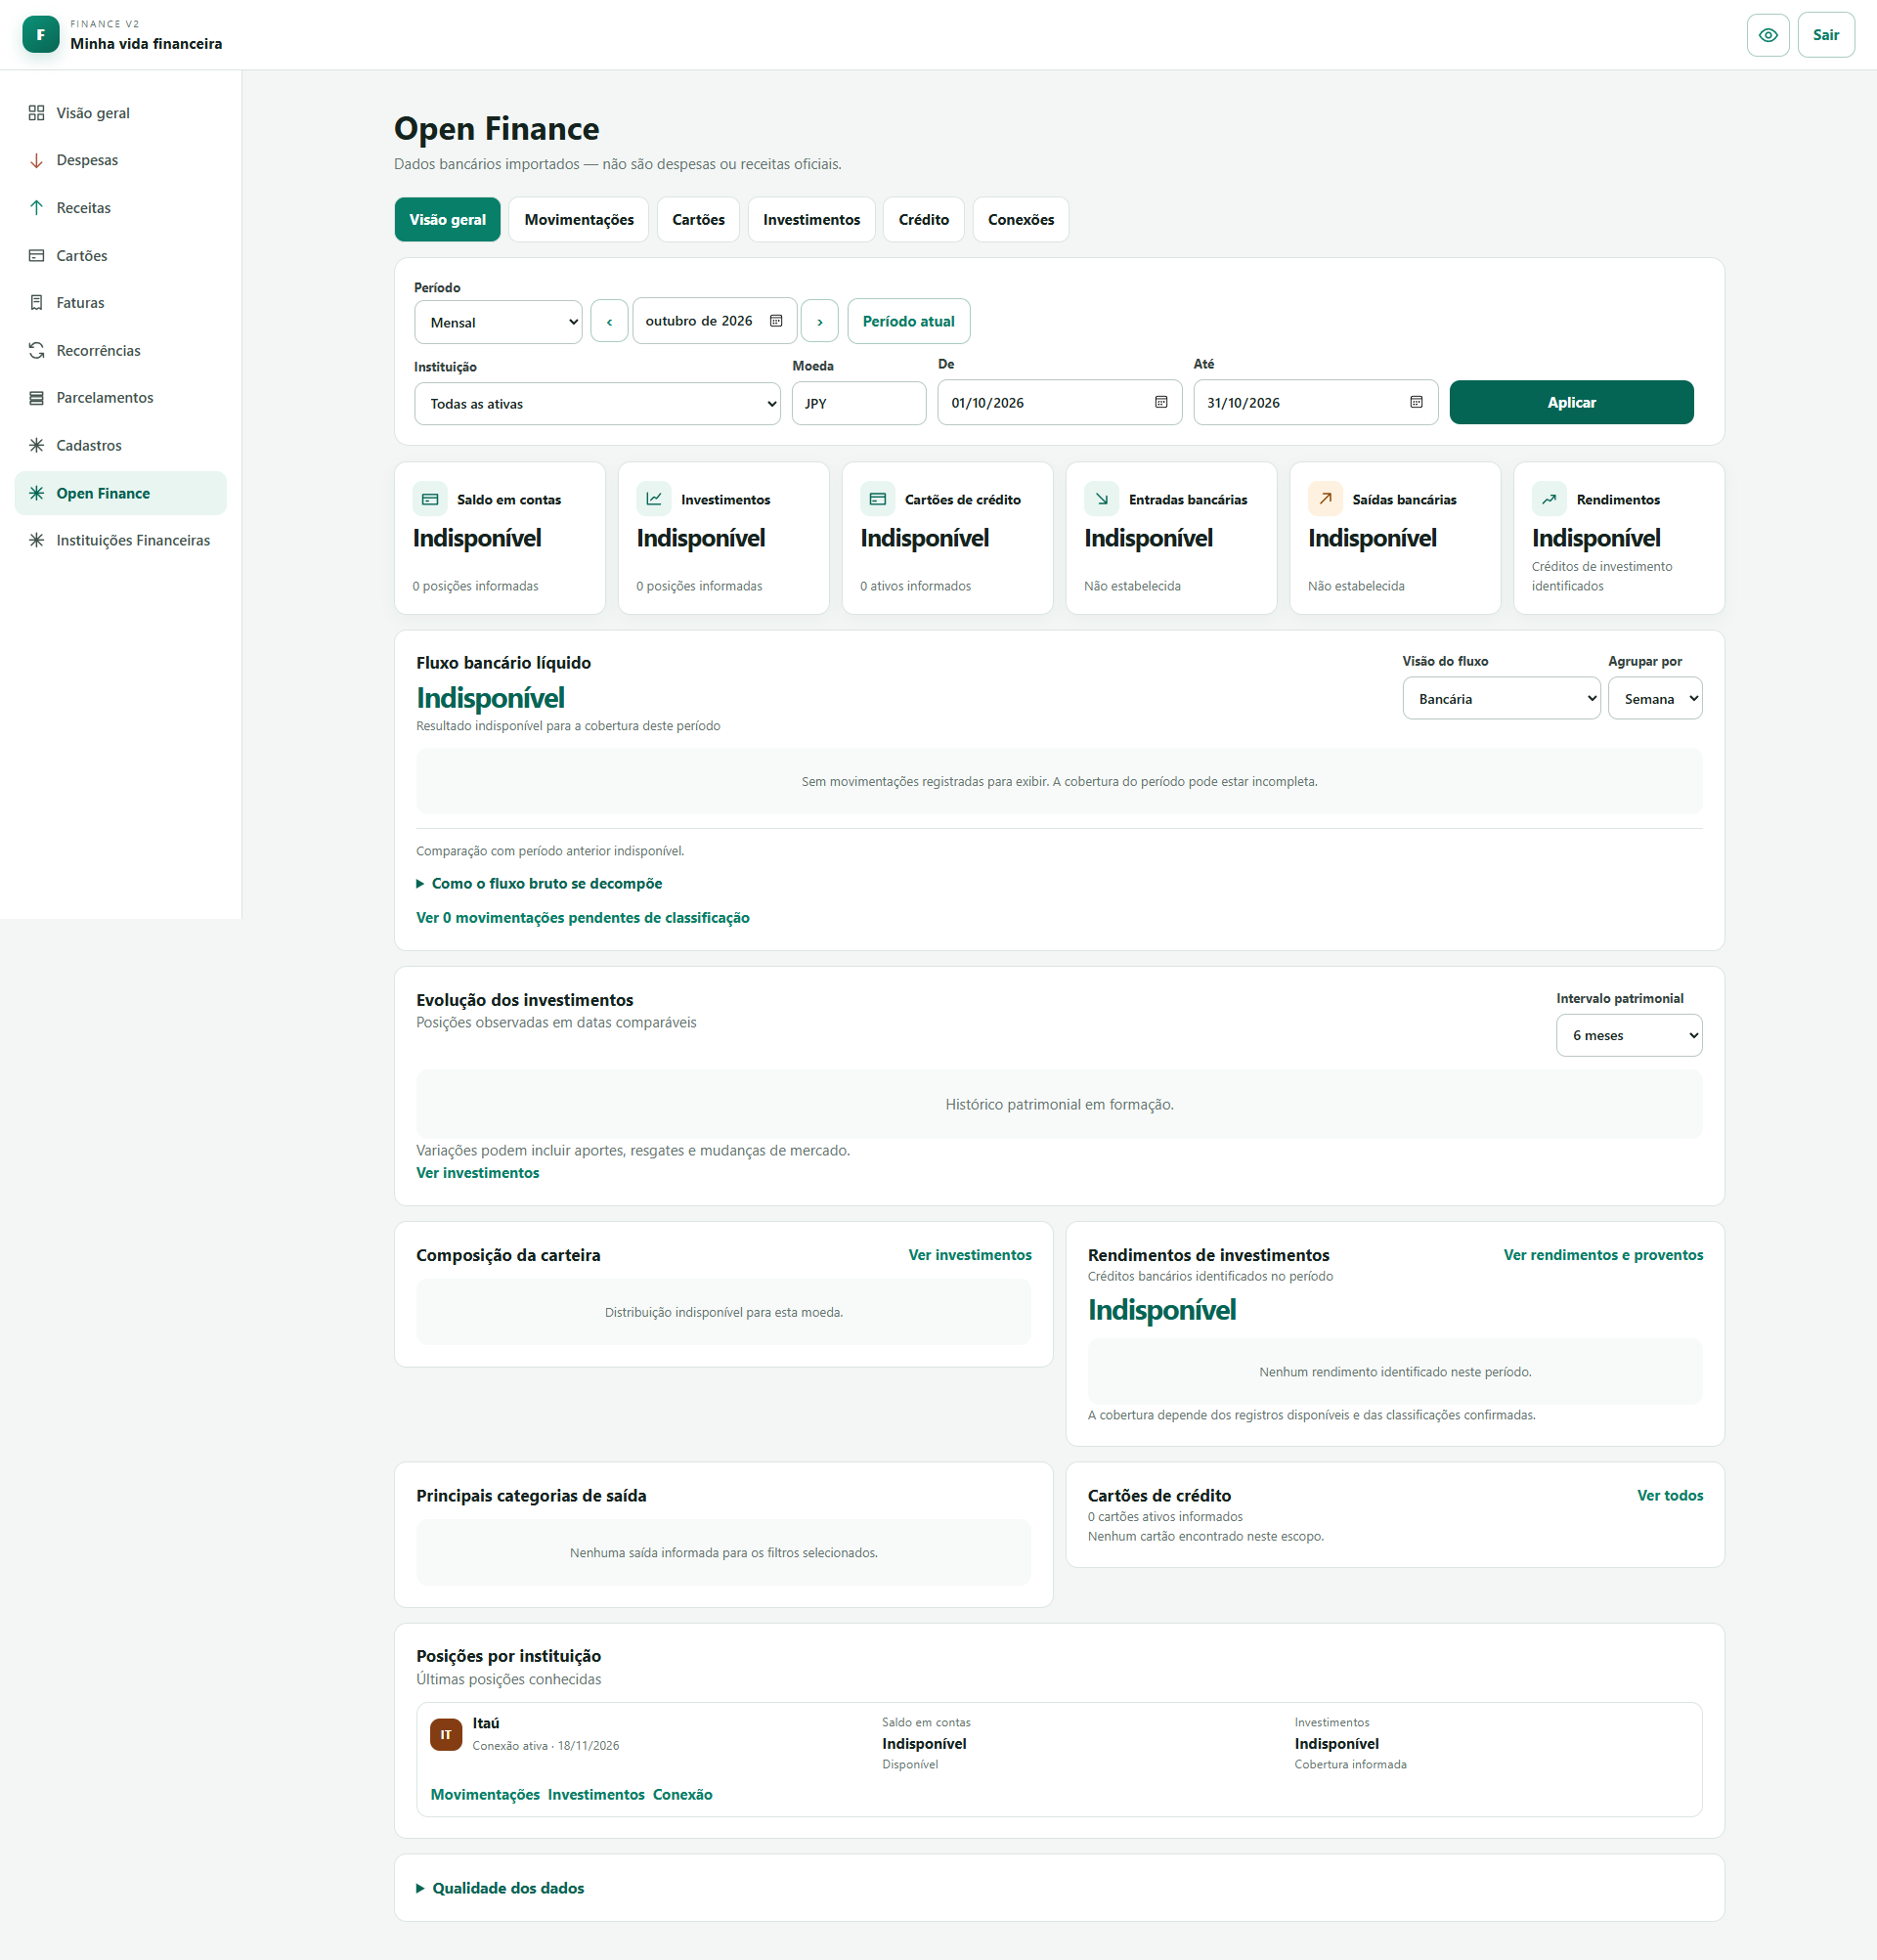 F
FINANCE V2
Minha vida financeira
Sair
Visão geral
Despesas
Receitas
Cartões
Faturas
Recorrências
Parcelamentos
Cadastros
Open Finance
Instituições Financeiras
Open Finance
Dados bancários importados — não são despesas ou receitas oficiais.
Visão geral Movimentações Cartões Investimentos Crédito Conexões
Período
Mensal ‹ outubro de 2026 › Período atual
Instituição Moeda De Até
Todas as ativas JPY 01/10/2026 31/10/2026 Aplicar
Saldo em contas
Indisponível
0 posições informadas
Investimentos
Indisponível
0 posições informadas
Cartões de crédito
Indisponível
0 ativos informados
Entradas bancárias
Indisponível
Não estabelecida
Saídas bancárias
Indisponível
Não estabelecida
Rendimentos
Indisponível
Créditos de investimento
identificados
Fluxo bancário líquido
Indisponível
Resultado indisponível para a cobertura deste período
Visão do fluxo Agrupar por
Bancária Semana
Sem movimentações registradas para exibir. A cobertura do período pode estar incompleta.
Comparação com período anterior indisponível.
Como o fluxo bruto se decompõe
Ver 0 movimentações pendentes de classificação
Evolução dos investimentos
Posições observadas em datas comparáveis
Intervalo patrimonial
6 meses
Histórico patrimonial em formação.
Variações podem incluir aportes, resgates e mudanças de mercado.
Ver investimentos
Composição da carteira Ver investimentos
Distribuição indisponível para esta moeda.
Rendimentos de investimentos Ver rendimentos e proventos
Créditos bancários identificados no período
Indisponível
Nenhum rendimento identificado neste período.
A cobertura depende dos registros disponíveis e das classificações confirmadas.
Principais categorias de saída
Nenhuma saída informada para os filtros selecionados.
Cartões de crédito Ver todos
0 cartões ativos informados
Nenhum cartão encontrado neste escopo.
Posições por instituição
Últimas posições conhecidas
IT
Itaú
Conexão ativa · 18/11/2026
Saldo em contas
Indisponível
Disponível
Investimentos
Indisponível
Cobertura informada
Movimentações Investimentos Conexão
Qualidade dos dados